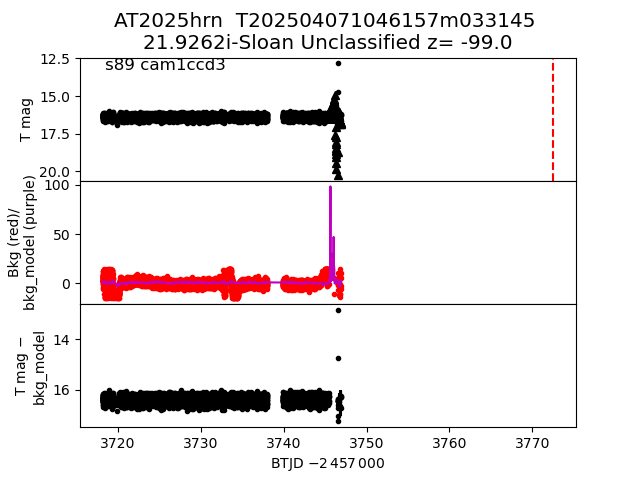 AT2025hrn  T202504071046157m033145
21.9262i-Sloan Unclassified z= -99.0
s89 cam1ccd3
T mag
12.5
15.0
17.5
20.0
Bkg (red)/
bkg_model (purple)
100
50
0
T mag −
bkg_model
14
16
3720
3730
3740
3750
3760
3770
BTJD −2 457 000